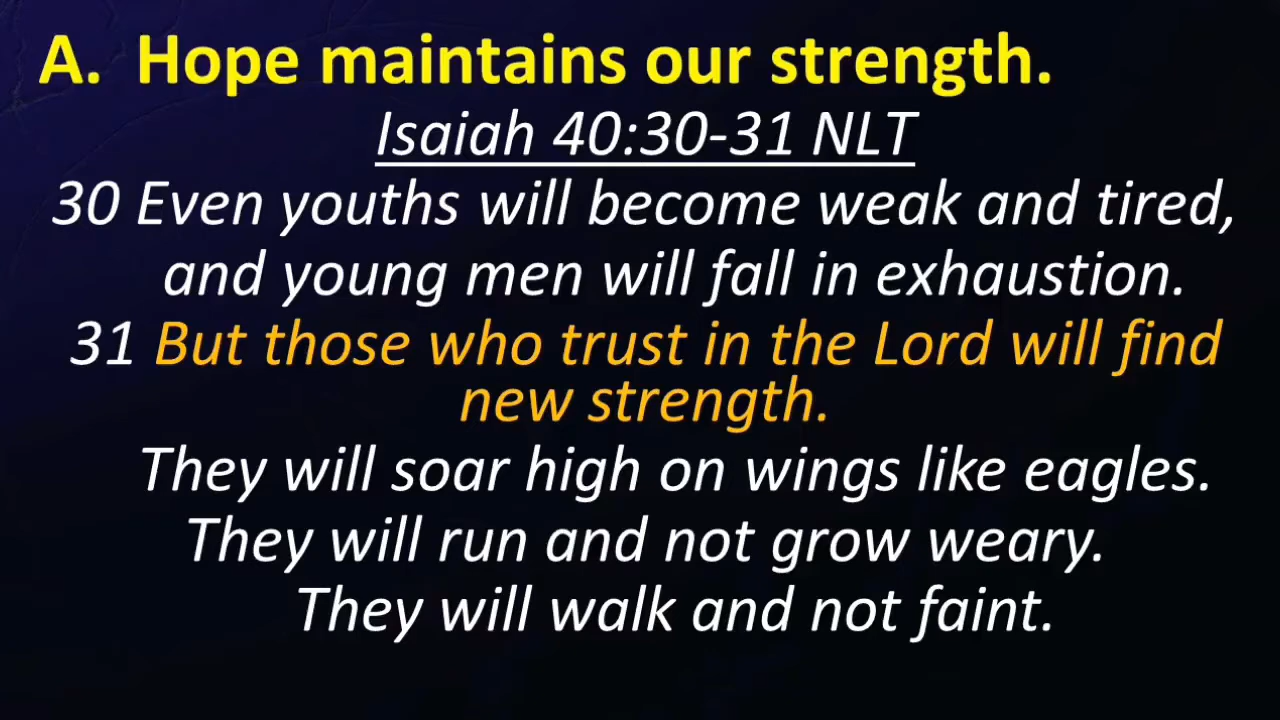 A. Hope maintains our strength.
Isaiah 40:30-31 NLT
30 Even youths will become weak and tired,
and young men will fall in exhaustion.
31 But those who trust in the Lord will find
new strength.
They will soar high on wings like eagles.
They will run and not grow weary.
They will walk and not faint.